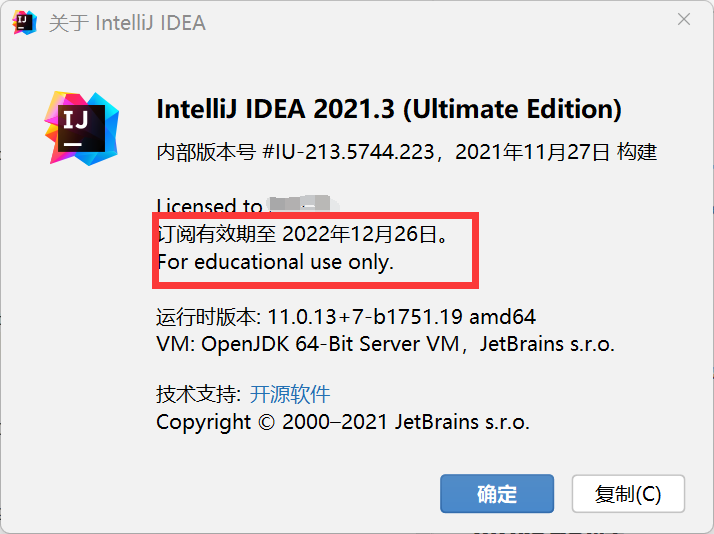 关于 IntelliJ IDEA
IJ
IntelliJ IDEA 2021.3 (Ultimate Edition)
内部版本号 #IU-213.5744.223，2021年11月27日 构建
Licensed to
订阅有效期至 2022年12月26日。
For educational use only.
运行时版本: 11.0.13+7-b1751.19 amd64
VM: OpenJDK 64-Bit Server VM，JetBrains s.r.o.
技术支持: 开源软件
Copyright © 2000–2021 JetBrains s.r.o.
确定
复制(C)